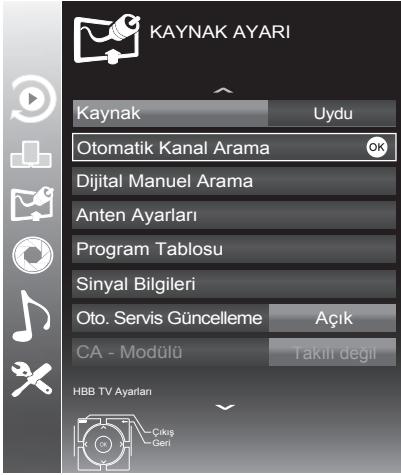 KAYNAK AYARI
Kaynak Uydu
Otomatik Kanal Arama OK
Dijital Manuel Arama
Anten Ayarları
Program Tablosu
Sinyal Bilgileri
Oto. Servis Güncelleme Açık
CA - Modülü Takılı değil
HBB TV Ayarları
Çıkış
OK Geri